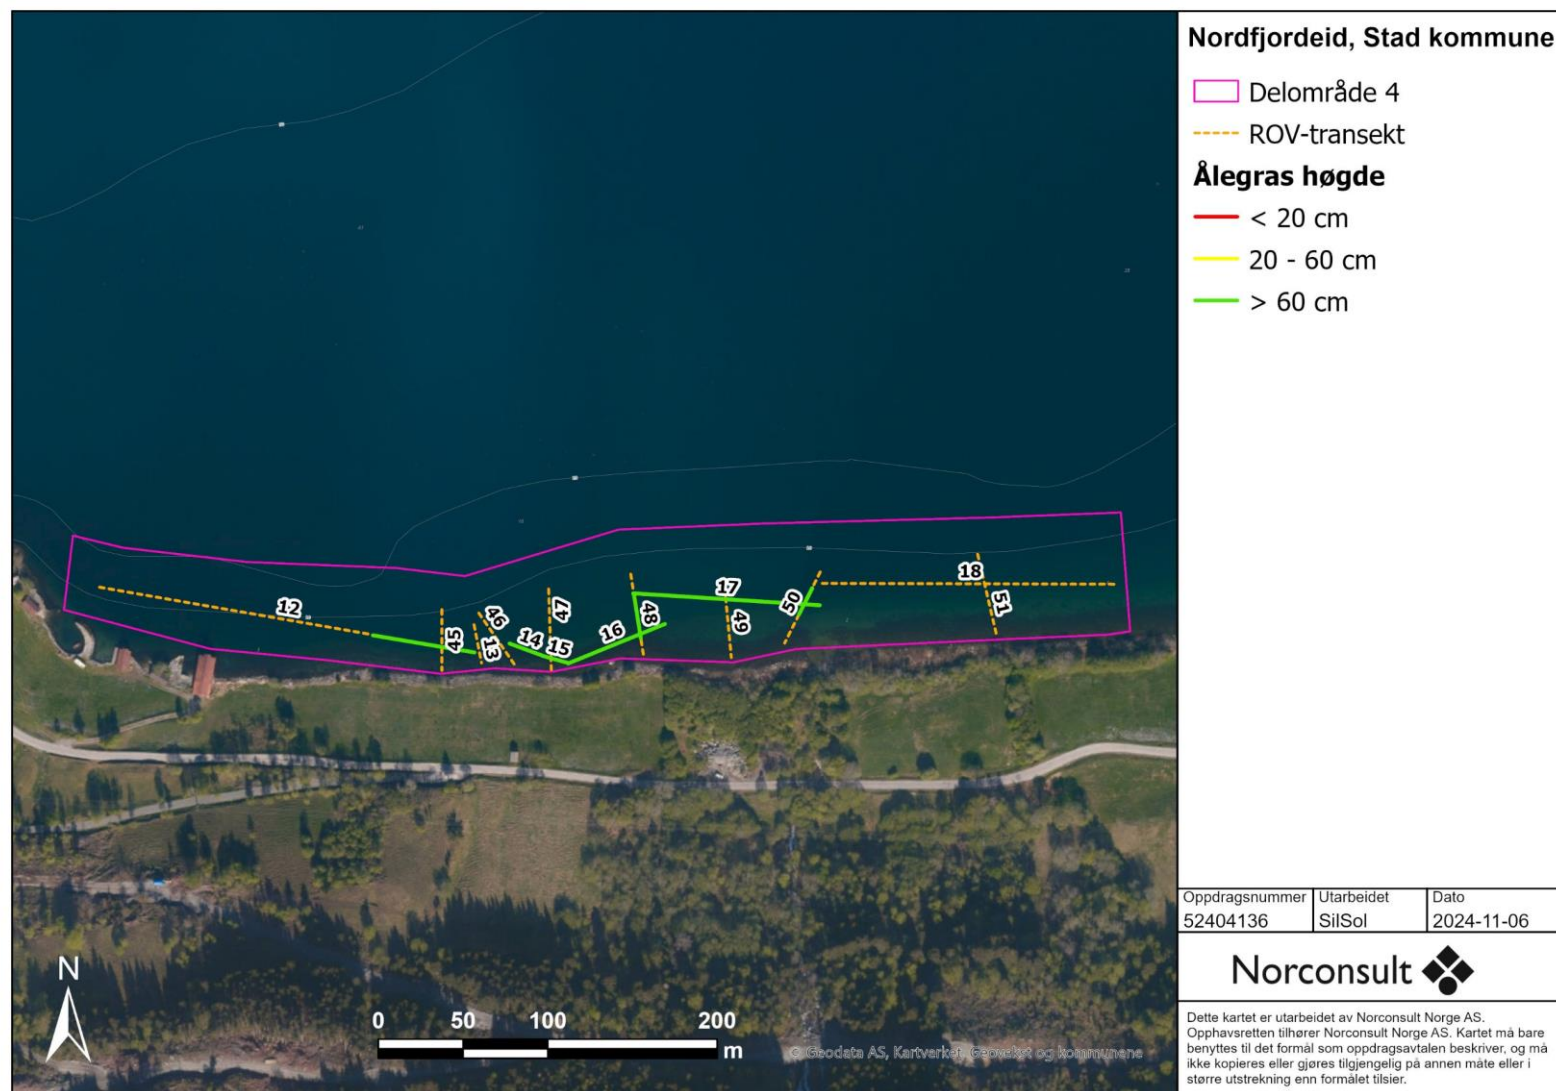 Nordfjordeid, Stad kommune
Delområde 4
ROV-transekt
Ålegras høgde
< 20 cm
20 - 60 cm
> 60 cm
12
45
46
13
14
15
47
16
48
17
49
50
18
51
N
0 50 100 200
m
© Geodata AS, Kartverket, Geovekst og kommunene
Oppdragsnummer Utarbeidet Dato
52404136 SilSol 2024-11-06
Norconsult
Dette kartet er utarbeidet av Norconsult Norge AS.
Opphavsretten tilhører Norconsult Norge AS. Kartet må bare
benyttes til det formål som oppdragsavtalen beskriver, og må
ikke kopieres eller gjøres tilgjengelig på annen måte eller i
større utstrekning enn formålet tilsier.